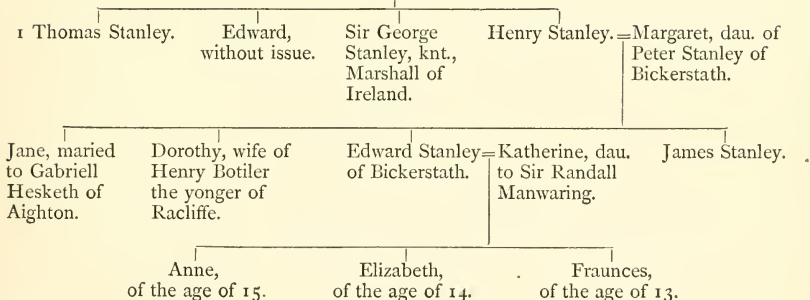 1 Thomas Stanley.
Edward,
without issue.
Sir George
Stanley, knt.,
Marshall of
Ireland.
Henry Stanley.=Margaret, dau. of
Peter Stanley of
Bickerstath.
Jane, maried
to Gabriell
Hesketh of
Aighton.
Dorothy, wife of
Henry Botiler
the yonger of
Racliffe.
Edward Stanley=Katherine, dau.
of Bickerstath.
to Sir Randall
Manwaring.
James Stanley.
Anne,
of the age of 15.
Elizabeth,
of the age of 14.
Fraunces,
of the age of 13.